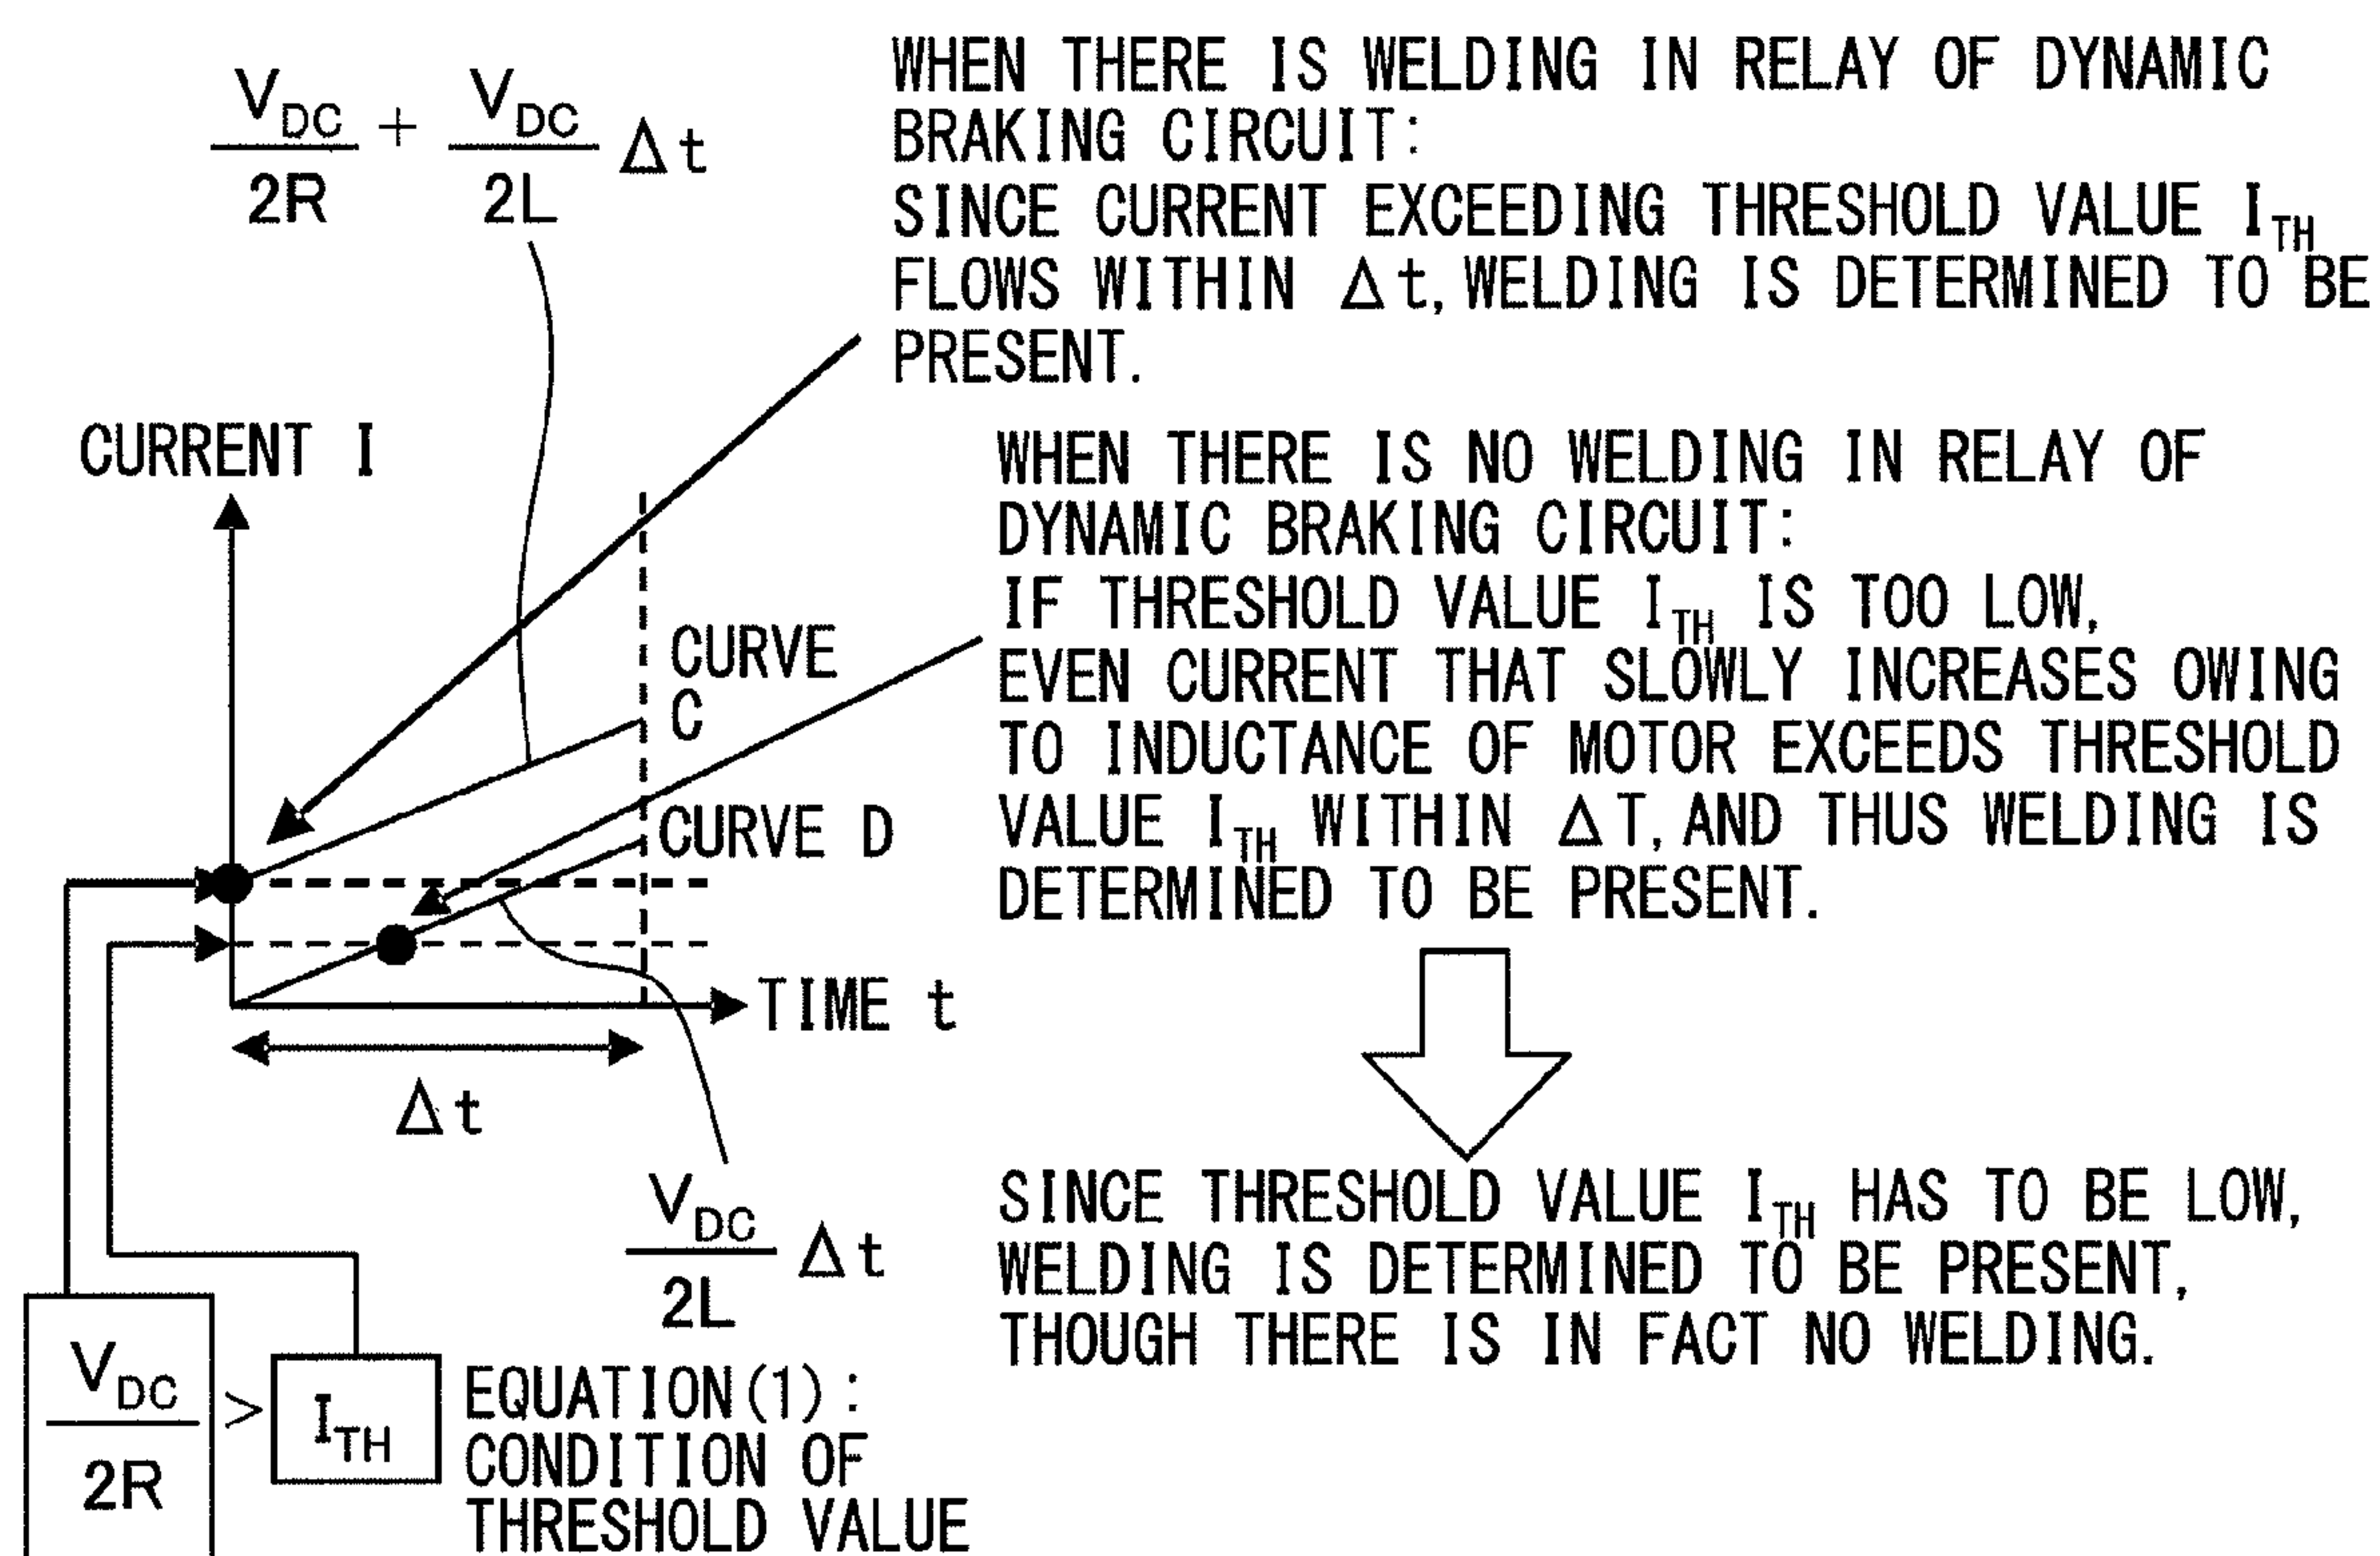 V_DC/2R + V_DC/2L Δt
WHEN THERE IS WELDING IN RELAY OF DYNAMIC
BRAKING CIRCUIT:
SINCE CURRENT EXCEEDING THRESHOLD VALUE I_TH
FLOWS WITHIN Δt, WELDING IS DETERMINED TO BE
PRESENT.
CURRENT I
WHEN THERE IS NO WELDING IN RELAY OF
DYNAMIC BRAKING CIRCUIT:
IF THRESHOLD VALUE I_TH IS TOO LOW,
EVEN CURRENT THAT SLOWLY INCREASES OWING
TO INDUCTANCE OF MOTOR EXCEEDS THRESHOLD
VALUE I_TH WITHIN ΔT, AND THUS WELDING IS
DETERMINED TO BE PRESENT.
CURVE
C
CURVE D
TIME t
Δt
V_DC/2L Δt
SINCE THRESHOLD VALUE I_TH HAS TO BE LOW,
WELDING IS DETERMINED TO BE PRESENT,
THOUGH THERE IS IN FACT NO WELDING.
V_DC/2R > I_TH
EQUATION(1):
CONDITION OF
THRESHOLD VALUE